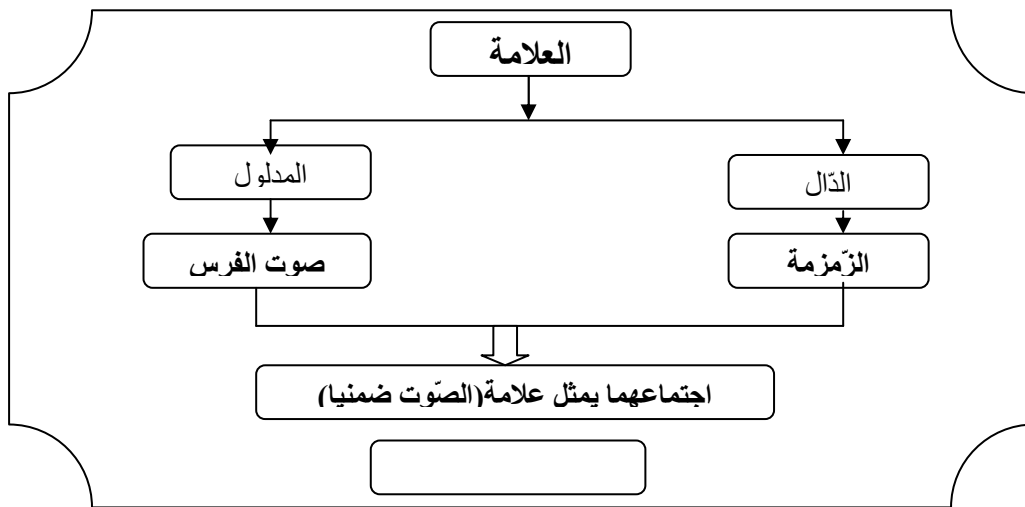 العلامة
الدّال
المدلول
الزّمزمة
صوت الفرس
اجتماعهما يمثل علامة(الصّوت ضمنيا)